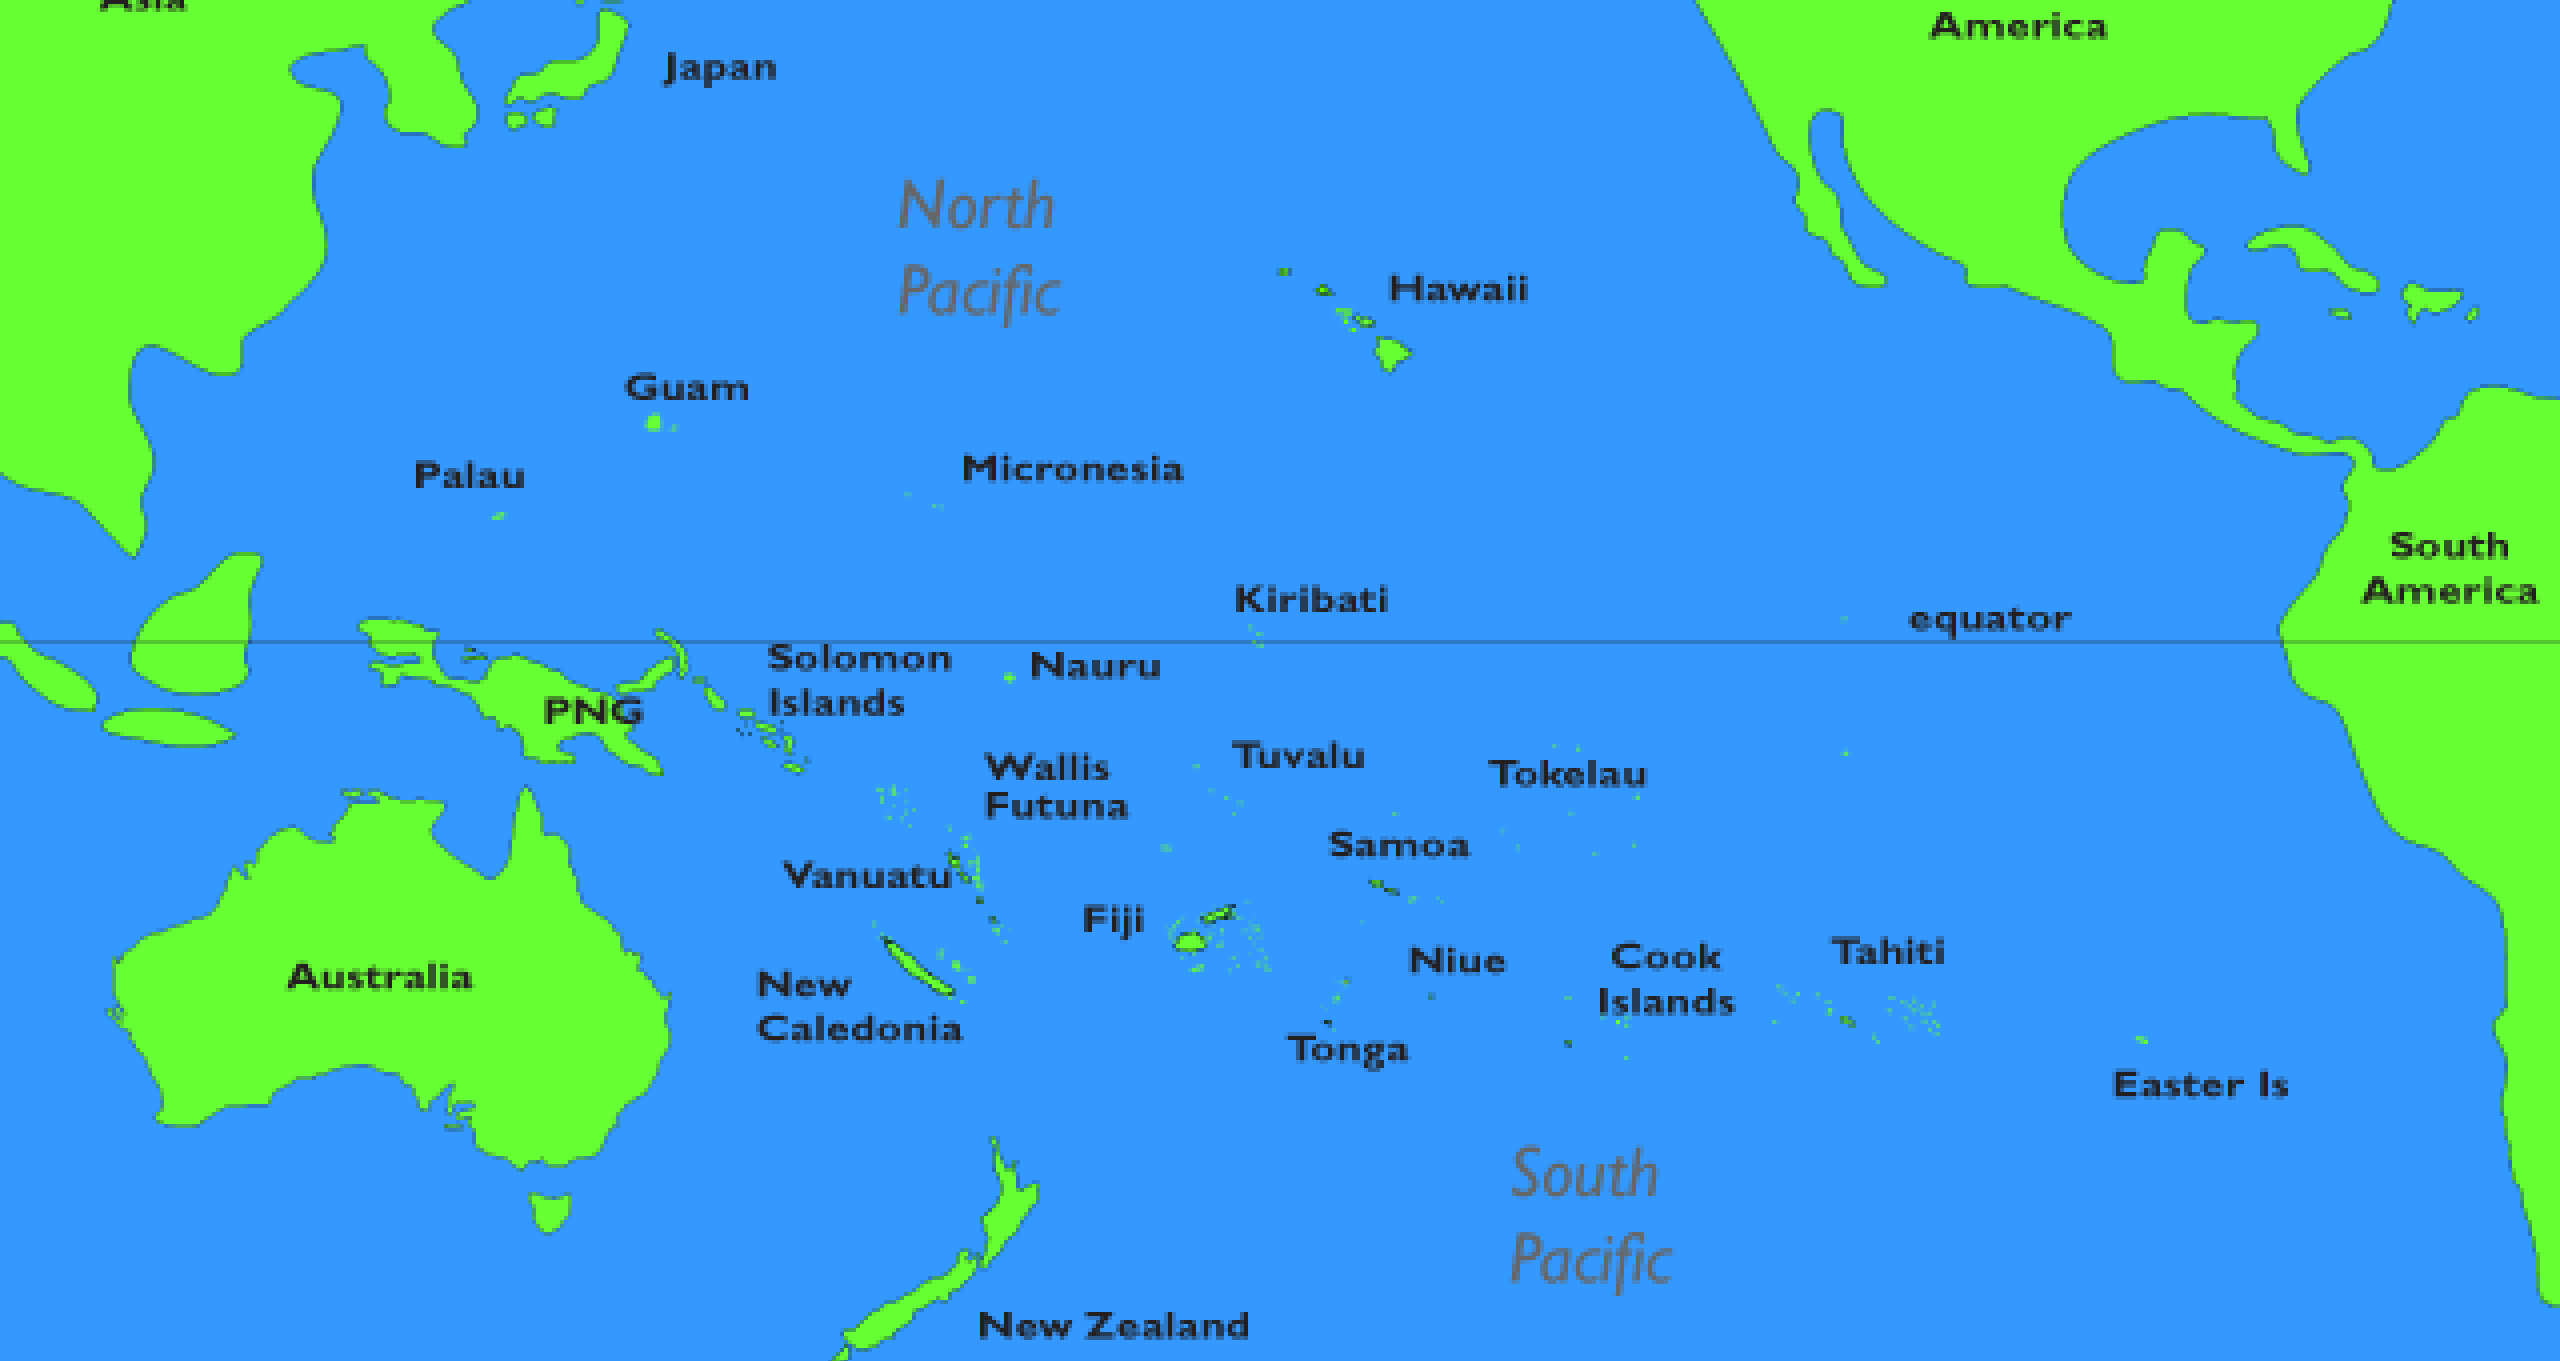 Asia
America
Japan
North
Pacific
Hawaii
Guam
Palau
Micronesia
South
America
Kiribati
equator
Solomon
Islands
Nauru
PNG
Wallis
Futuna
Tuvalu
Tokelau
Samoa
Vanuatu
Fiji
Niue
Cook
Islands
Tahiti
Australia
New
Caledonia
Tonga
Easter Is
South
Pacific
New Zealand